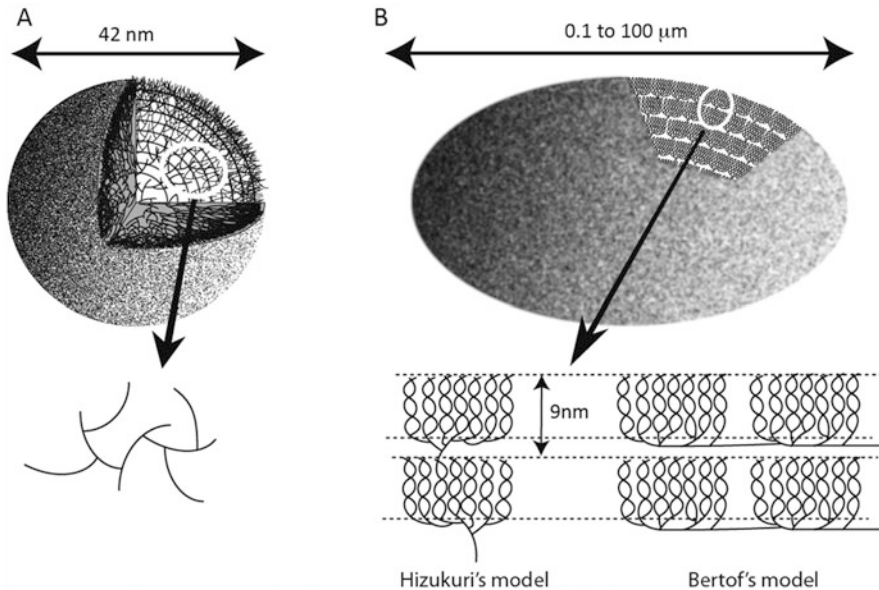 A
42 nm
B
0.1 to 100 μm
9nm
Hizukuri's model
Bertof's model